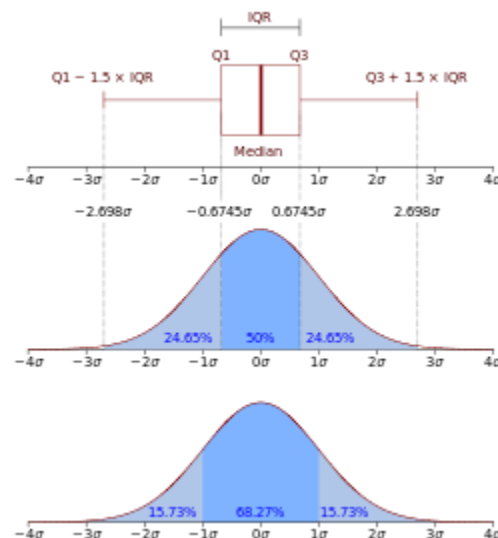 IQR
Q1 Q3
Q1 − 1.5 × IQR Q3 + 1.5 × IQR
Median
−4σ −3σ −2σ −1σ 0σ 1σ 2σ 3σ 4σ
−2.698σ −0.6745σ 0.6745σ 2.698σ
24.65% 50% 24.65%
−4σ −3σ −2σ −1σ 0σ 1σ 2σ 3σ 4σ
15.73% 68.27% 15.73%
−4σ −3σ −2σ −1σ 0σ 1σ 2σ 3σ 4σ